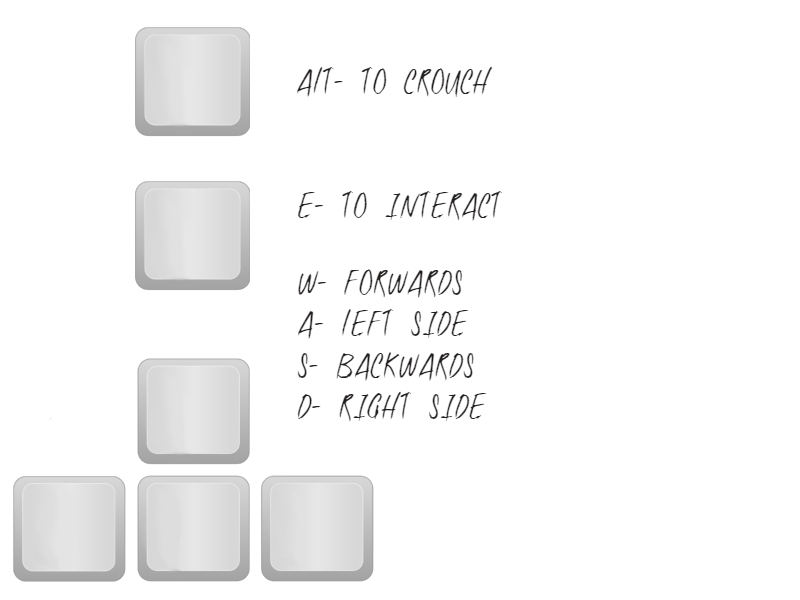 AlT- TO CROUCH
E- TO INTERACT
W- FORWARDS
A- lEFT SIDE
S- BACKWARDS
D- RIGHT SIDE